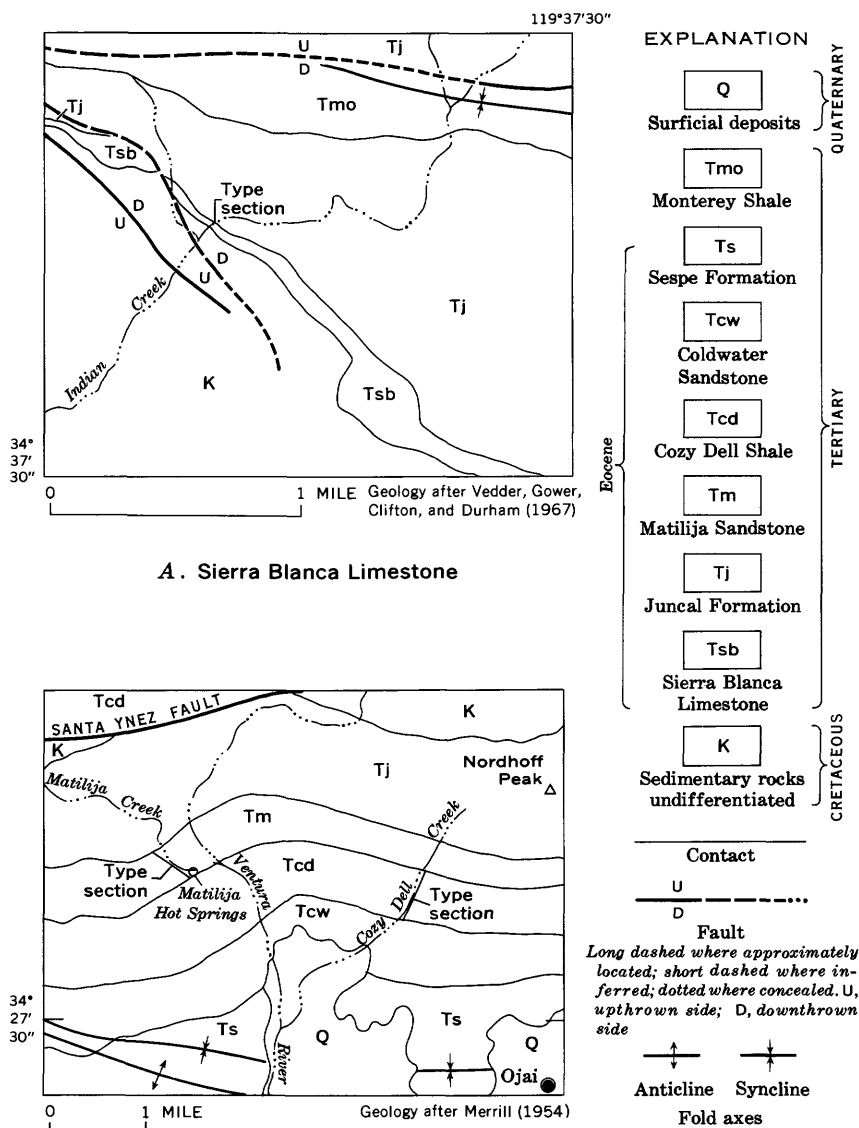 119°37'30"
U
Tj
D
Tmo
Tj
Tsb
Type
section
D
U
D
U
Indian Creek
Tj
K
Tsb
34°
37'
30"
0 1 MILE
Geology after Vedder, Gower,
Clifton, and Durham (1967)
A. Sierra Blanca Limestone
Tcd
SANTA YNEZ FAULT
K
K
Matilija Creek
Tj
Nordhoff
Peak
Tm
Type
section
Matilija
Hot Springs
Ventura River
Tcd
Cozy Dell Creek
Type
section
Tcw
34°
27'
30"
Ts
Q
Ts
Q
Ojai
0 1 MILE
Geology after Merrill (1954)
EXPLANATION
Q
Surficial deposits
QUATERNARY
Tmo
Monterey Shale
Ts
Sespe Formation
Tcw
Coldwater
Sandstone
Tcd
Cozy Dell Shale
Tm
Matilija Sandstone
Tj
Juncal Formation
Tsb
Sierra Blanca
Limestone
Eocene
TERTIARY
K
Sedimentary rocks
undifferentiated
CRETACEOUS
Contact
U
D
Fault
Long dashed where approximately
located; short dashed where in-
ferred; dotted where concealed. U,
upthrown side; D, downthrown
side
Anticline Syncline
Fold axes